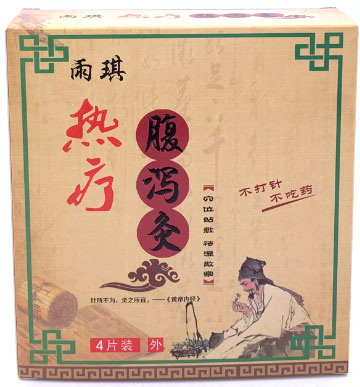 雨琪
热疗
腹泻灸
【穴位贴敷 祛湿散寒】
不打针
不吃药
针所不为,灸之所宜。——《黄帝内经》
4片装 外